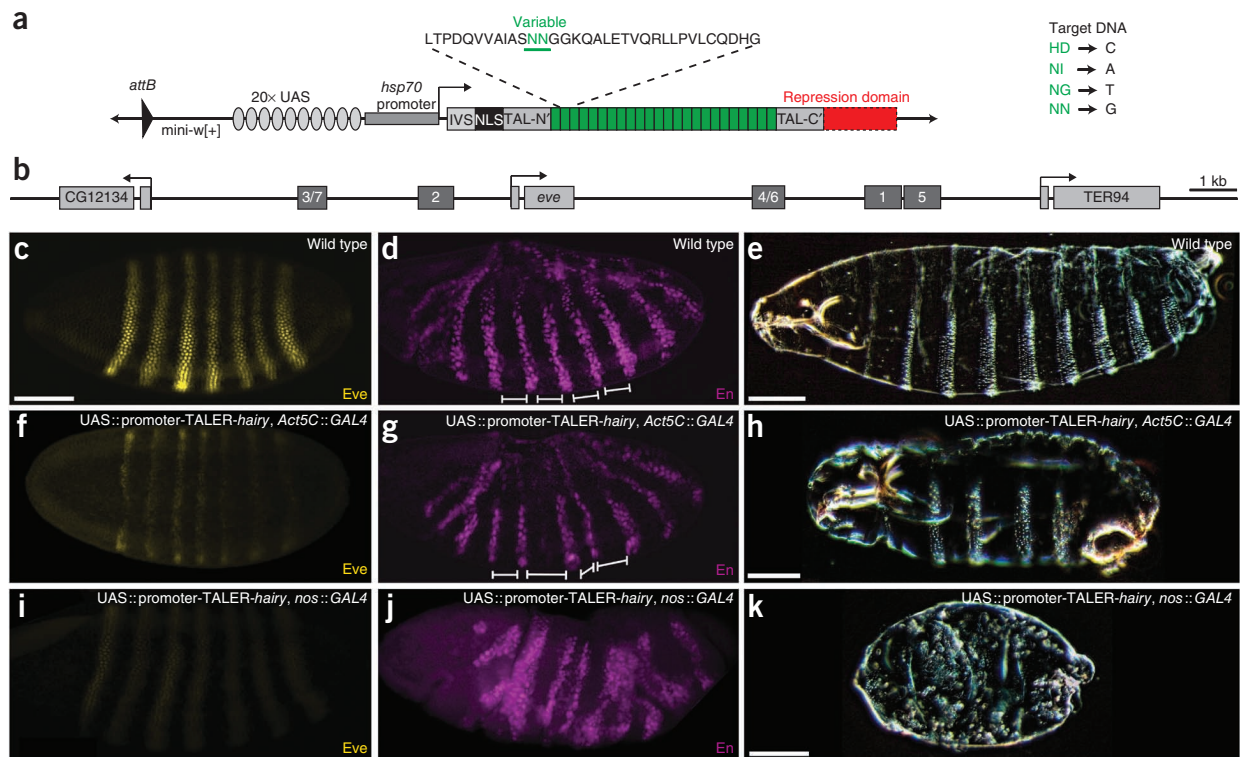 a
Variable
LTPDQVVAIASNNGGKQALETVQRLLPVLCQDHG
Target DNA
HD → C
NI → A
NG → T
NN → G
attB
mini-w[+]
20× UAS
hsp70
promoter
IVS NLS TAL-N′ TAL-C′
Repression domain
b
CG12134 3/7 2 eve 4/6 1 5 TER94
1 kb
c
Wild type
Eve
d
Wild type
En
e
Wild type
f
UAS::promoter-TALER-hairy, Act5C::GAL4
Eve
g
UAS::promoter-TALER-hairy, Act5C::GAL4
En
h
UAS::promoter-TALER-hairy, Act5C::GAL4
i
UAS::promoter-TALER-hairy, nos::GAL4
Eve
j
UAS::promoter-TALER-hairy, nos::GAL4
En
k
UAS::promoter-TALER-hairy, nos::GAL4